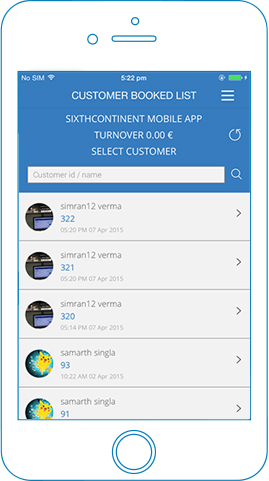 No SIM 5:22 pm
CUSTOMER BOOKED LIST
SIXTHCONTINENT MOBILE APP
TURNOVER 0.00 €
SELECT CUSTOMER
Customer id / name
simran12 verma
322
05:20 PM 07 Apr 2015
simran12 verma
321
05:20 PM 07 Apr 2015
simran12 verma
320
05:14 PM 07 Apr 2015
samarth singla
93
10:22 AM 02 Apr 2015
samarth singla
91